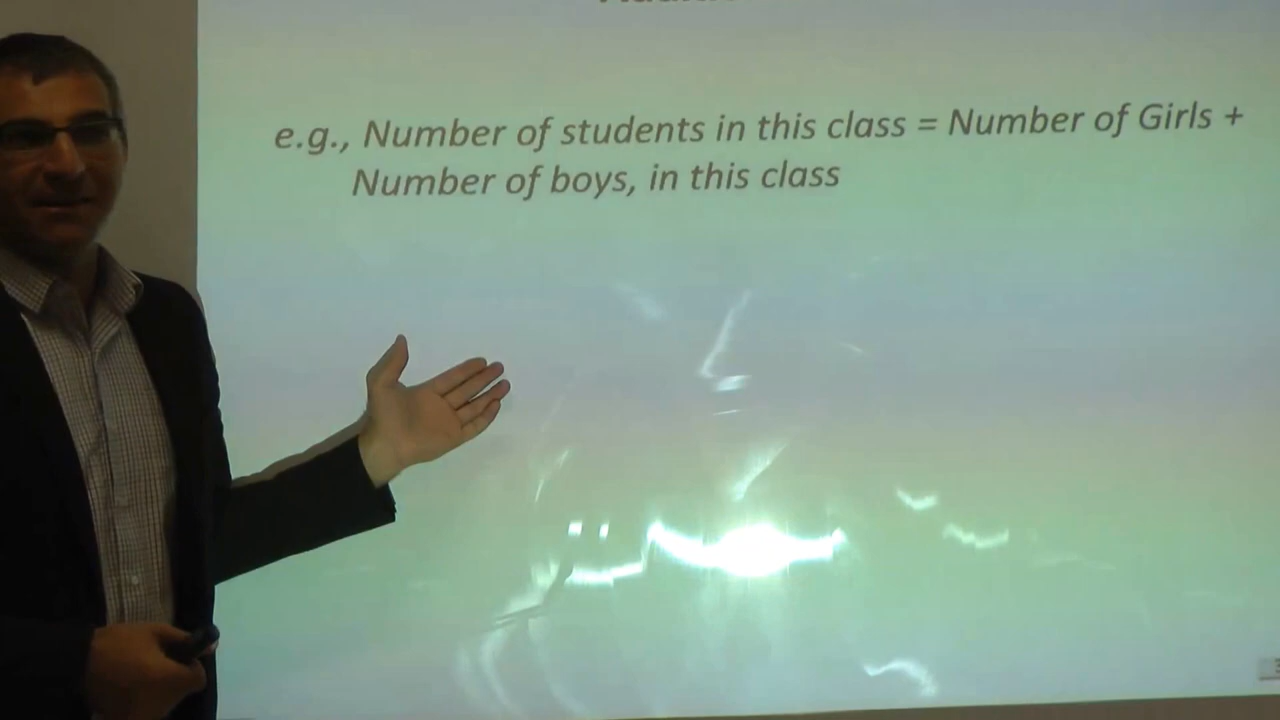 e.g., Number of students in this class = Number of Girls +
Number of boys, in this class